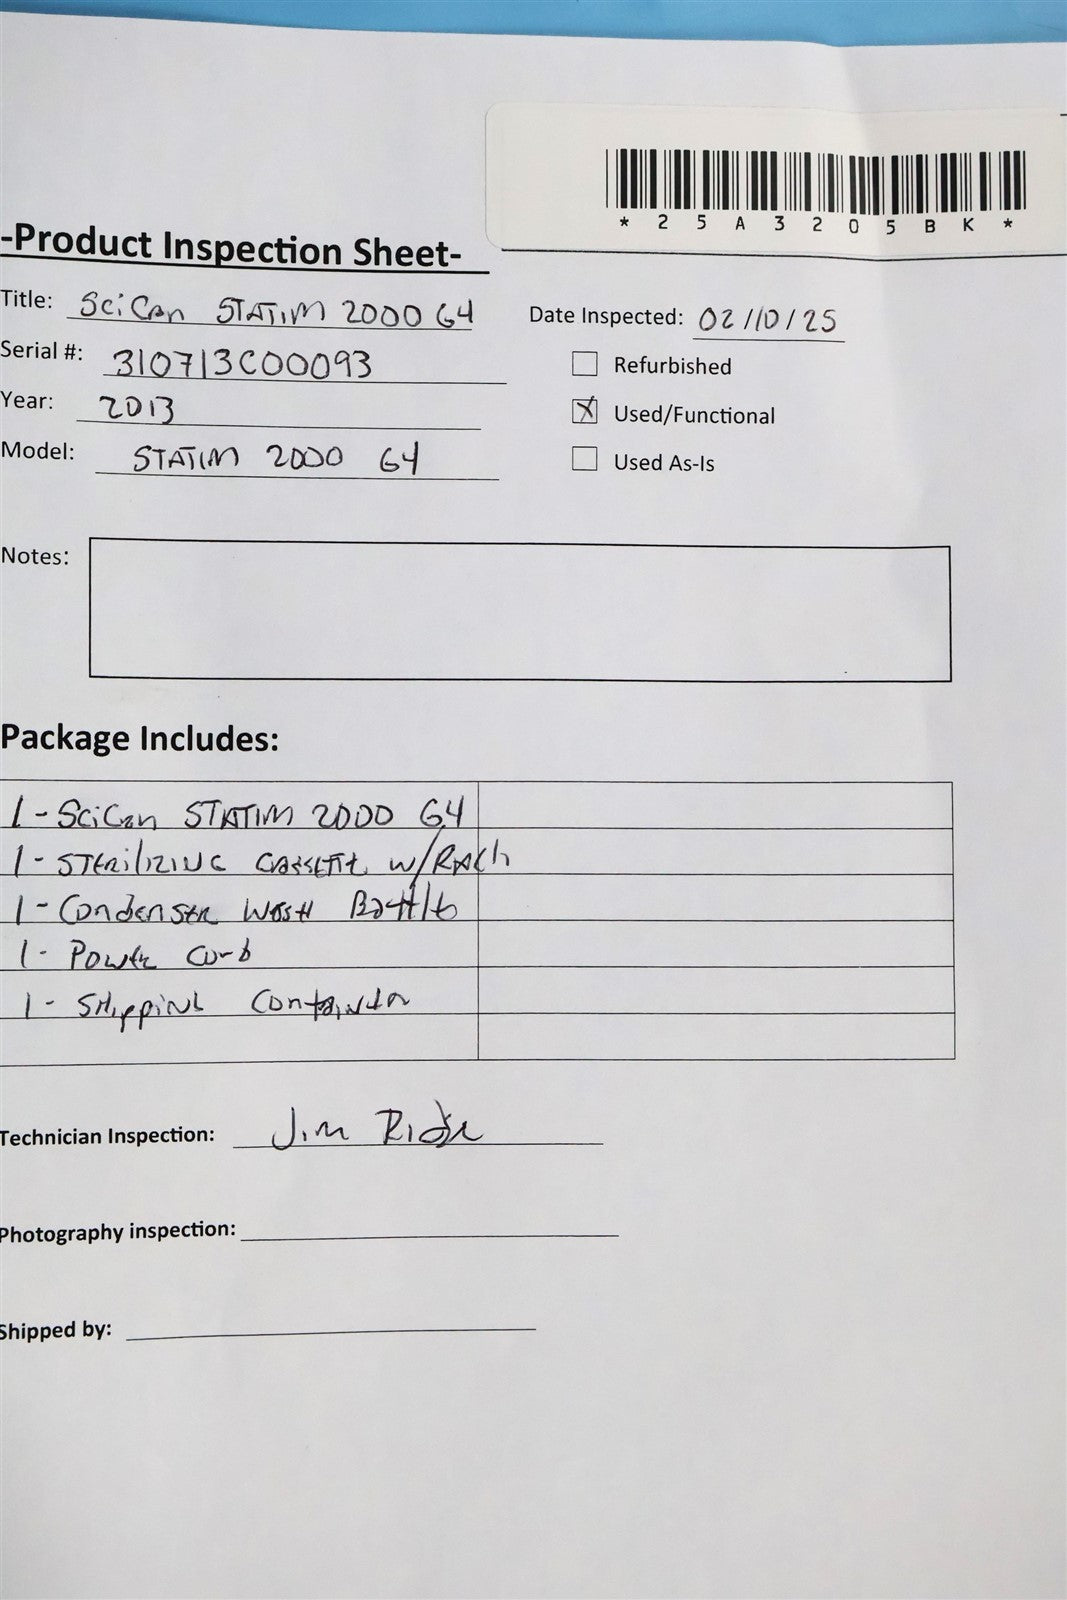 *25A3205BK*
-Product Inspection Sheet-
Title: SciCan STATIM 2000 G4
Date Inspected: 02/10/25
Serial #: 310713C00093
Refurbished
Year: 2013
Used/Functional
Model: STATIM 2000 G4
Used As-Is
Notes:
Package Includes:
1 - SciCan STATIM 2000 G4
1 - STERILIZING CASSETTE w/RACK
1 - Condenser Bottle
1 - Power Cord
1 - SHIPPING Container
Technician Inspection: Jim
Photography inspection:
Shipped by: